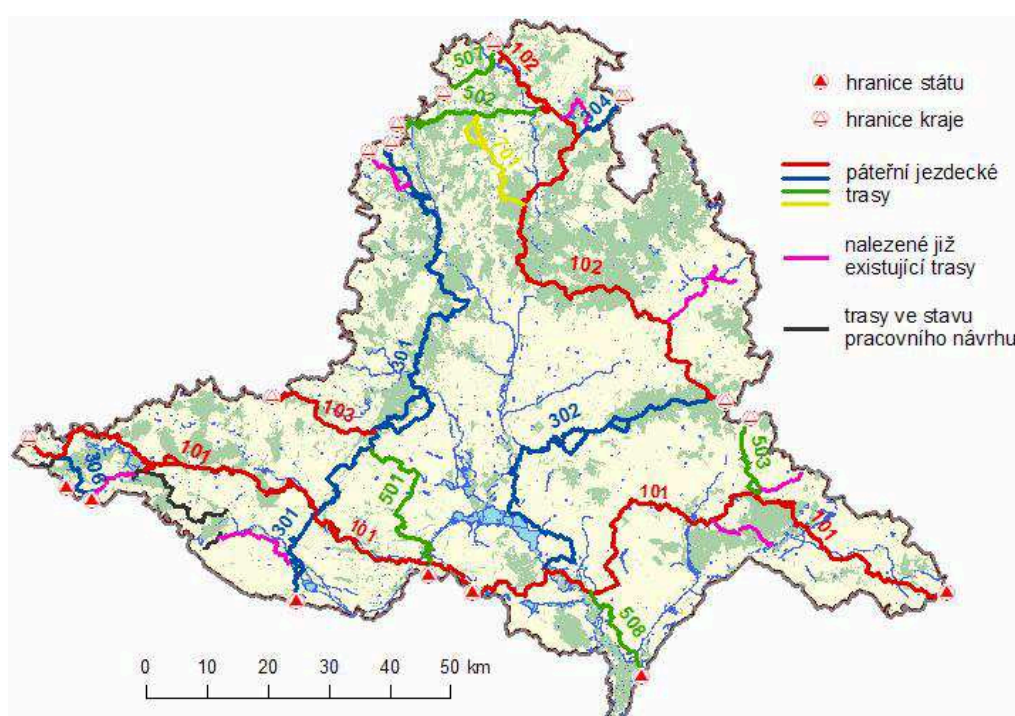 507
102
502
304
701
102
301
302
103
503
306
101
501
301
101
101
101
508
0 10 20 30 40 50 km
hranice státu
hranice kraje
páteřní jezdecké
trasy
nalezené již
existující trasy
trasy ve stavu
pracovního návrhu